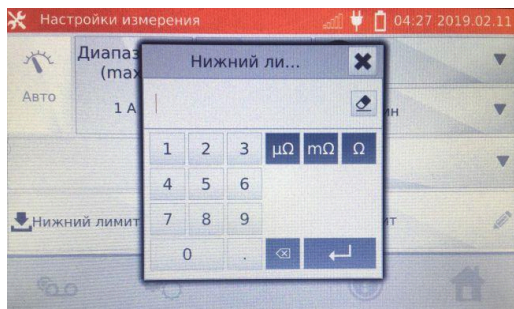 Настройки измерения 04:27 2019.02.11
Диапаз
(max
Авто
1 А
Нижний ли...
ин
1 2 3 μΩ mΩ Ω
4 5 6
7 8 9
0 .
Нижний лимит
ит